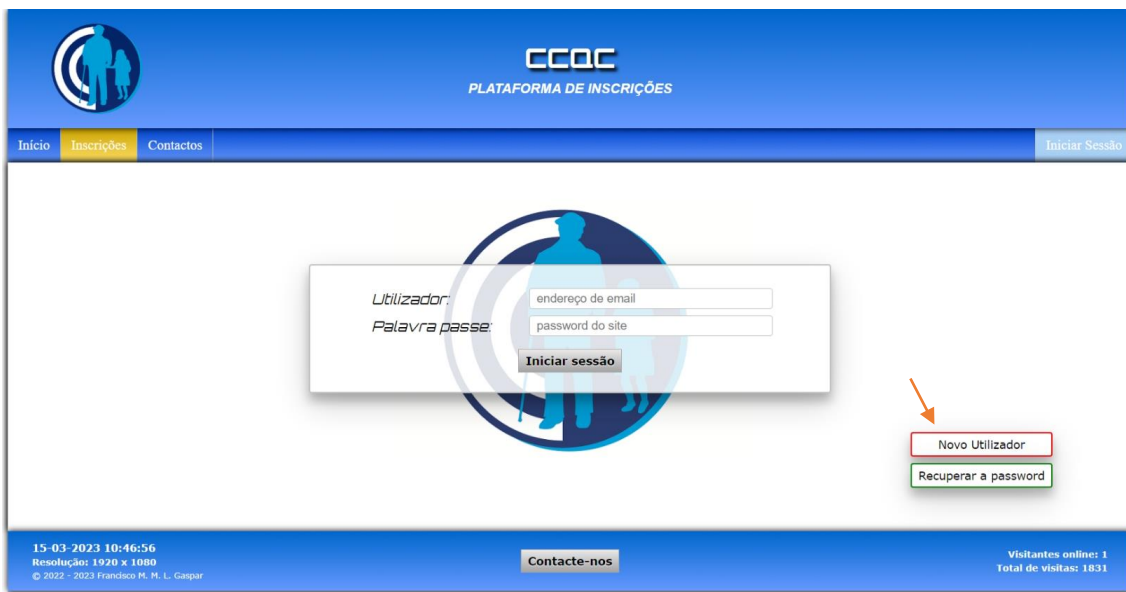 CCQC
PLATAFORMA DE INSCRIÇÕES
Início Inscrições Contactos Iniciar Sessão
Utilizador: endereço de email
Palavra passe: password do site
Iniciar sessão
Novo Utilizador
Recuperar a password
15-03-2023 10:46:56
Resolução: 1920 x 1080
© 2022 - 2023 Francisco M. M. L. Gaspar
Contacte-nos
Visitantes online: 1
Total de visitas: 1831